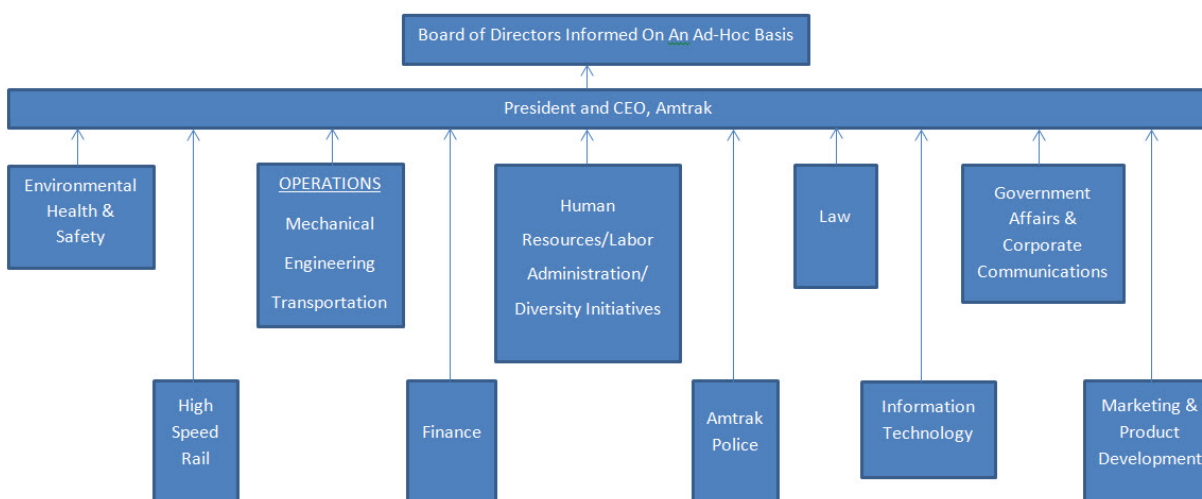 Board of Directors Informed On An Ad-Hoc Basis
President and CEO, Amtrak
Environmental
Health &
Safety
OPERATIONS
Mechanical
Engineering
Transportation
Human
Resources/Labor
Administration/
Diversity Initiatives
Law
Government
Affairs &
Corporate
Communications
High
Speed
Rail
Finance
Amtrak
Police
Information
Technology
Marketing &
Product
Development